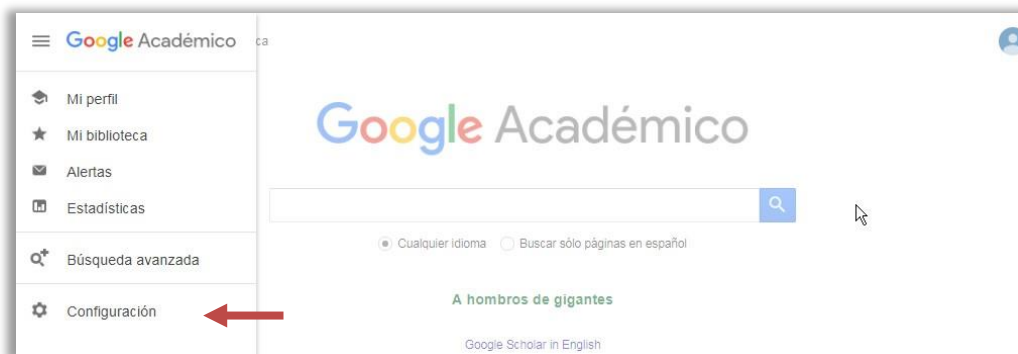 Google Académico
ca
Mi perfil
Mi biblioteca
Alertas
Estadísticas
Búsqueda avanzada
Configuración
Google Académico
Cualquier idioma Buscar sólo páginas en español
A hombros de gigantes
Google Scholar in English